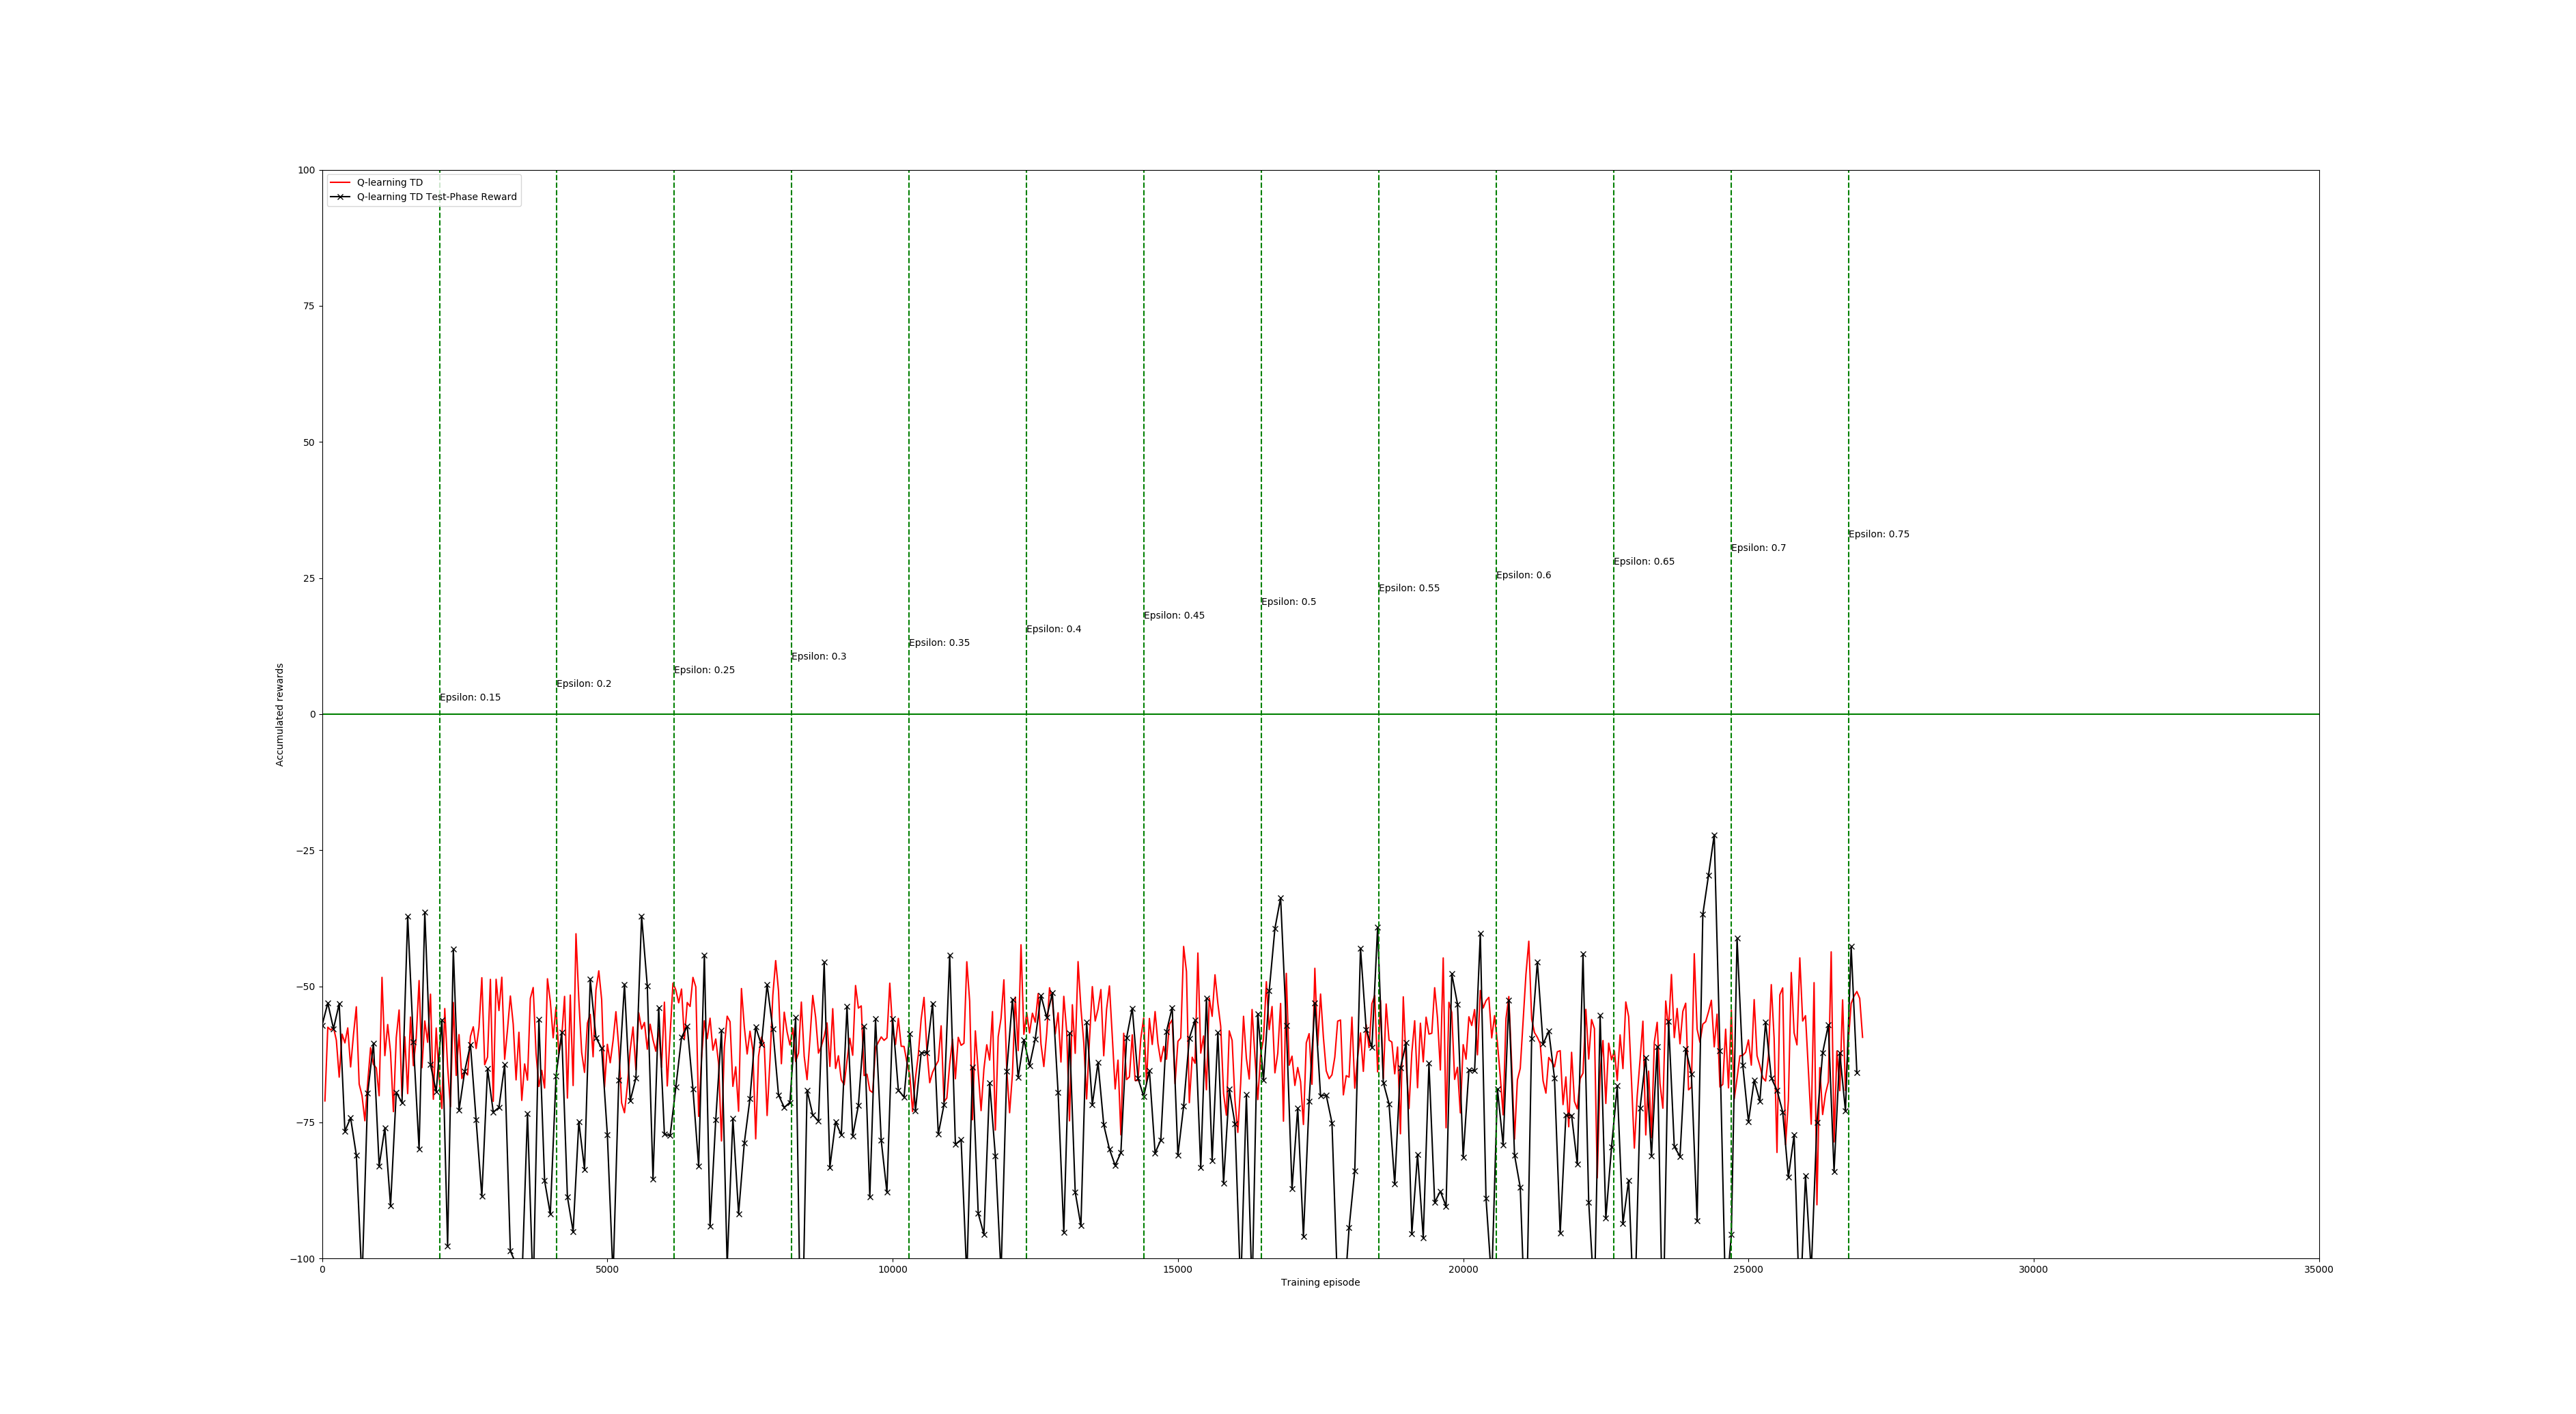 Q-learning TD
Q-learning TD Test-Phase Reward
100
75
50
25
0
−25
−50
−75
−100
Accumulated rewards
Epsilon: 0.15
Epsilon: 0.2
Epsilon: 0.25
Epsilon: 0.3
Epsilon: 0.35
Epsilon: 0.4
Epsilon: 0.45
Epsilon: 0.5
Epsilon: 0.55
Epsilon: 0.6
Epsilon: 0.65
Epsilon: 0.7
Epsilon: 0.75
0
5000
10000
15000
20000
25000
30000
35000
Training episode